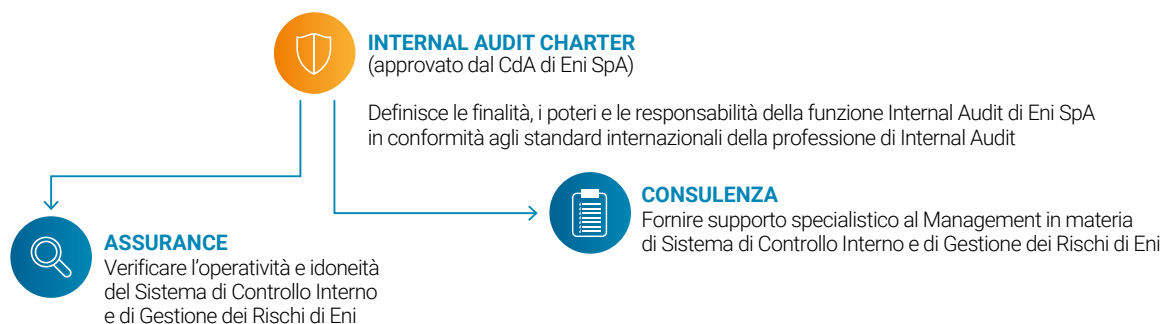 INTERNAL AUDIT CHARTER
(approvato dal CdA di Eni SpA)
Definisce le finalità, i poteri e le responsabilità della funzione Internal Audit di Eni SpA
in conformità agli standard internazionali della professione di Internal Audit
CONSULENZA
Fornire supporto specialistico al Management in materia
di Sistema di Controllo Interno e di Gestione dei Rischi di Eni
ASSURANCE
Verificare l'operatività e idoneità
del Sistema di Controllo Interno
e di Gestione dei Rischi di Eni